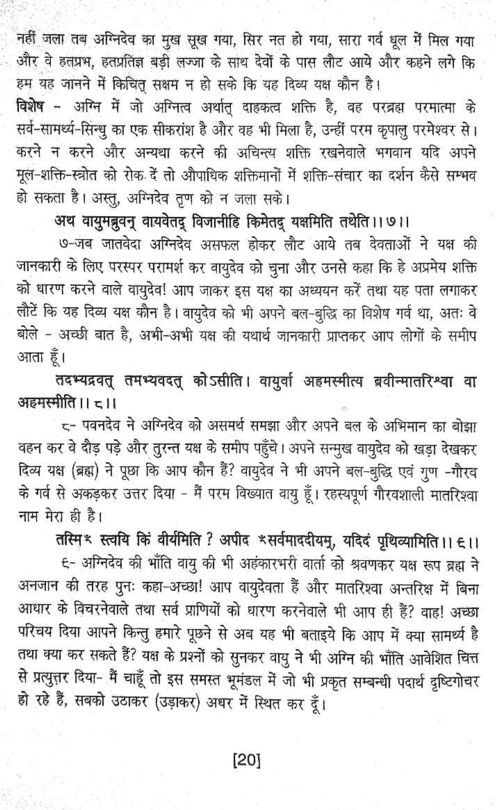 नहीं जला तब अग्निदेव का मुख सूख गया, सिर नत हो गया, सारा गर्व धूल में मिल गया
और वे हतप्रभ, हतप्रतिज्ञ बड़ी लज्जा के साथ देवों के पास लौट आये और कहने लगे कि
हम यह जानने में किचित् सक्षम न हो सके कि यह दिव्य यक्ष कौन है।
विशेष - अग्नि में जो अग्नित्व अर्थात् दाहकत्व शक्ति है, वह परब्रह्म परमात्मा के
सर्व-सामर्थ्य-सिन्धु का एक सीकरांश है और वह भी मिला है, उन्हीं परम कृपालु परमेश्वर से।
करने न करने और अन्यथा करने की अचिन्त्य शक्ति रखनेवाले भगवान यदि अपने
मूल-शक्ति-स्त्रोत को रोक दें तो औपाधिक शक्तिमानों में शक्ति-संचार का दर्शन कैसे सम्भव
हो सकता है। अस्तु, अग्निदेव तृण को न जला सके।
अथ वायुमब्रुवन् वायवेतद् विजानीहि किमेतद् यक्षमिति तथेति।।७।।
७-जब जातवेदा अग्निदेव असफल होकर लौट आये तब देवताओं ने यक्ष की
जानकारी के लिए परस्पर परामर्श कर वायुदेव को चुना और उनसे कहा कि हे अप्रमेय शक्ति
को धारण करने वाले वायुदेव! आप जाकर इस यक्ष का अध्ययन करें तथा यह पता लगाकर
लौटें कि यह दिव्य यक्ष कौन है। वायुदेव को भी अपने बल-बुद्धि का विशेष गर्व था, अतः वे
बोले - अच्छी बात है, अभी-अभी यक्ष की यथार्थ जानकारी प्राप्तकर आप लोगों के समीप
आता हूँ।
तदभ्यद्रवत् तमभ्यवदत् कोऽसीति। वायुर्वा अहमस्मीत्य ब्रवीन्मातरिश्वा वा
अहमस्मीति।।८।।
८- पवनदेव ने अग्निदेव को असमर्थ समझा और अपने बल के अभिमान का बोझा
वहन कर वे दौड़ पड़े और तुरन्त यक्ष के समीप पहुँचे। अपने सन्मुख वायुदेव को खड़ा देखकर
दिव्य यक्ष (ब्रह्म) ने पूछा कि आप कौन हैं? वायुदेव ने भी अपने बल-बुद्धि एवं गुण -गौरव
के गर्व से अकड़कर उत्तर दिया - मैं परम विख्यात वायु हूँ। रहस्यपूर्ण गौरवशाली मातरिश्वा
नाम मेरा ही है।
तस्मि* स्त्वयि किं वीर्यमिति ? अपीद *सर्वमाददीयम्, यदिदं पृथिव्यामिति।।९।।
९- अग्निदेव की भाँति वायु की भी अहंकारभरी वार्ता को श्रवणकर यक्ष रूप ब्रह्म ने
अनजान की तरह पुनः कहा-अच्छा! आप वायुदेवता हैं और मातरिश्वा अन्तरिक्ष में बिना
आधार के विचरनेवाले तथा सर्व प्राणियों को धारण करनेवाले भी आप ही हैं? वाह! अच्छा
परिचय दिया आपने किन्तु हमारे पूछने से अब यह भी बताइये कि आप में क्या सामर्थ्य है
तथा क्या कर सकते हैं? यक्ष के प्रश्नों को सुनकर वायु ने भी अग्नि की भाँति आवेशित चित्त
से प्रत्युत्तर दिया- मैं चाहूँ तो इस समस्त भूमंडल में जो भी प्रकृत सम्बन्धी पदार्थ दृष्टिगोचर
हो रहे हैं, सबको उठाकर (उड़ाकर) अधर में स्थित कर दूँ।
[20]